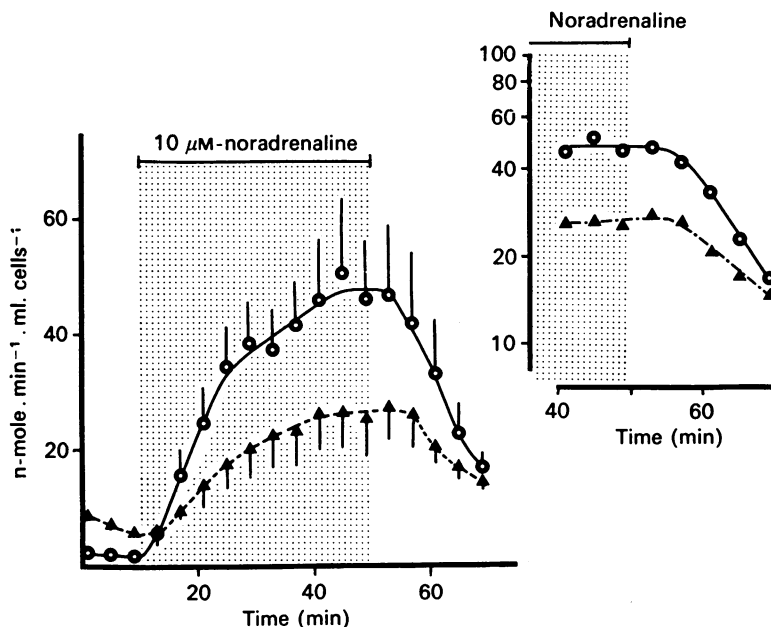 10 μM-noradrenaline
60
40
20
n-mole. min⁻¹. ml. cells⁻¹
20 40 60
Time (min)
Noradrenaline
100
80
60
40
20
10
40 60
Time (min)